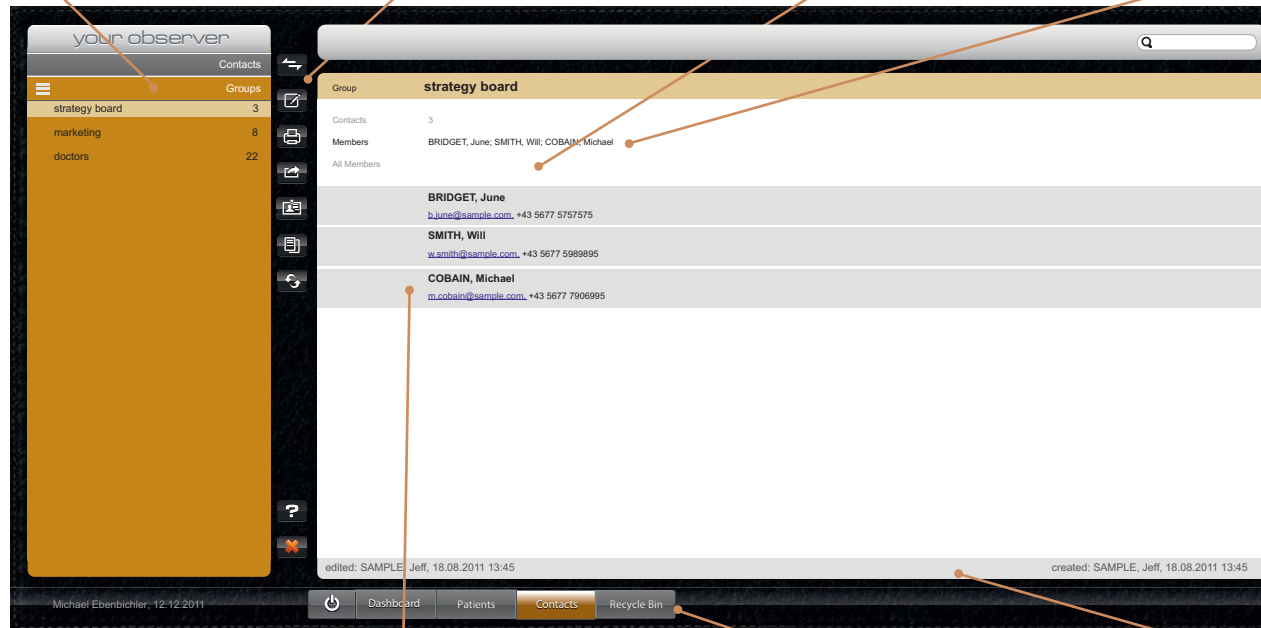 your observer
Contacts
Groups
strategy board 3
marketing 8
doctors 22
Group strategy board
Contacts 3
Members BRIDGET, June; SMITH, Will; COBAIN, Michael
All Members
BRIDGET, June
b.june@sample.com, +43 5677 5757575
SMITH, Will
w.smith@sample.com, +43 5677 5989895
COBAIN, Michael
m.cobain@sample.com, +43 5677 7906995
?
edited: SAMPLE, Jeff, 18.08.2011 13:45 created: SAMPLE, Jeff, 18.08.2011 13:45
Michael Ebenbichler, 12.12.2011 Dashboard Patients Contacts Recycle Bin